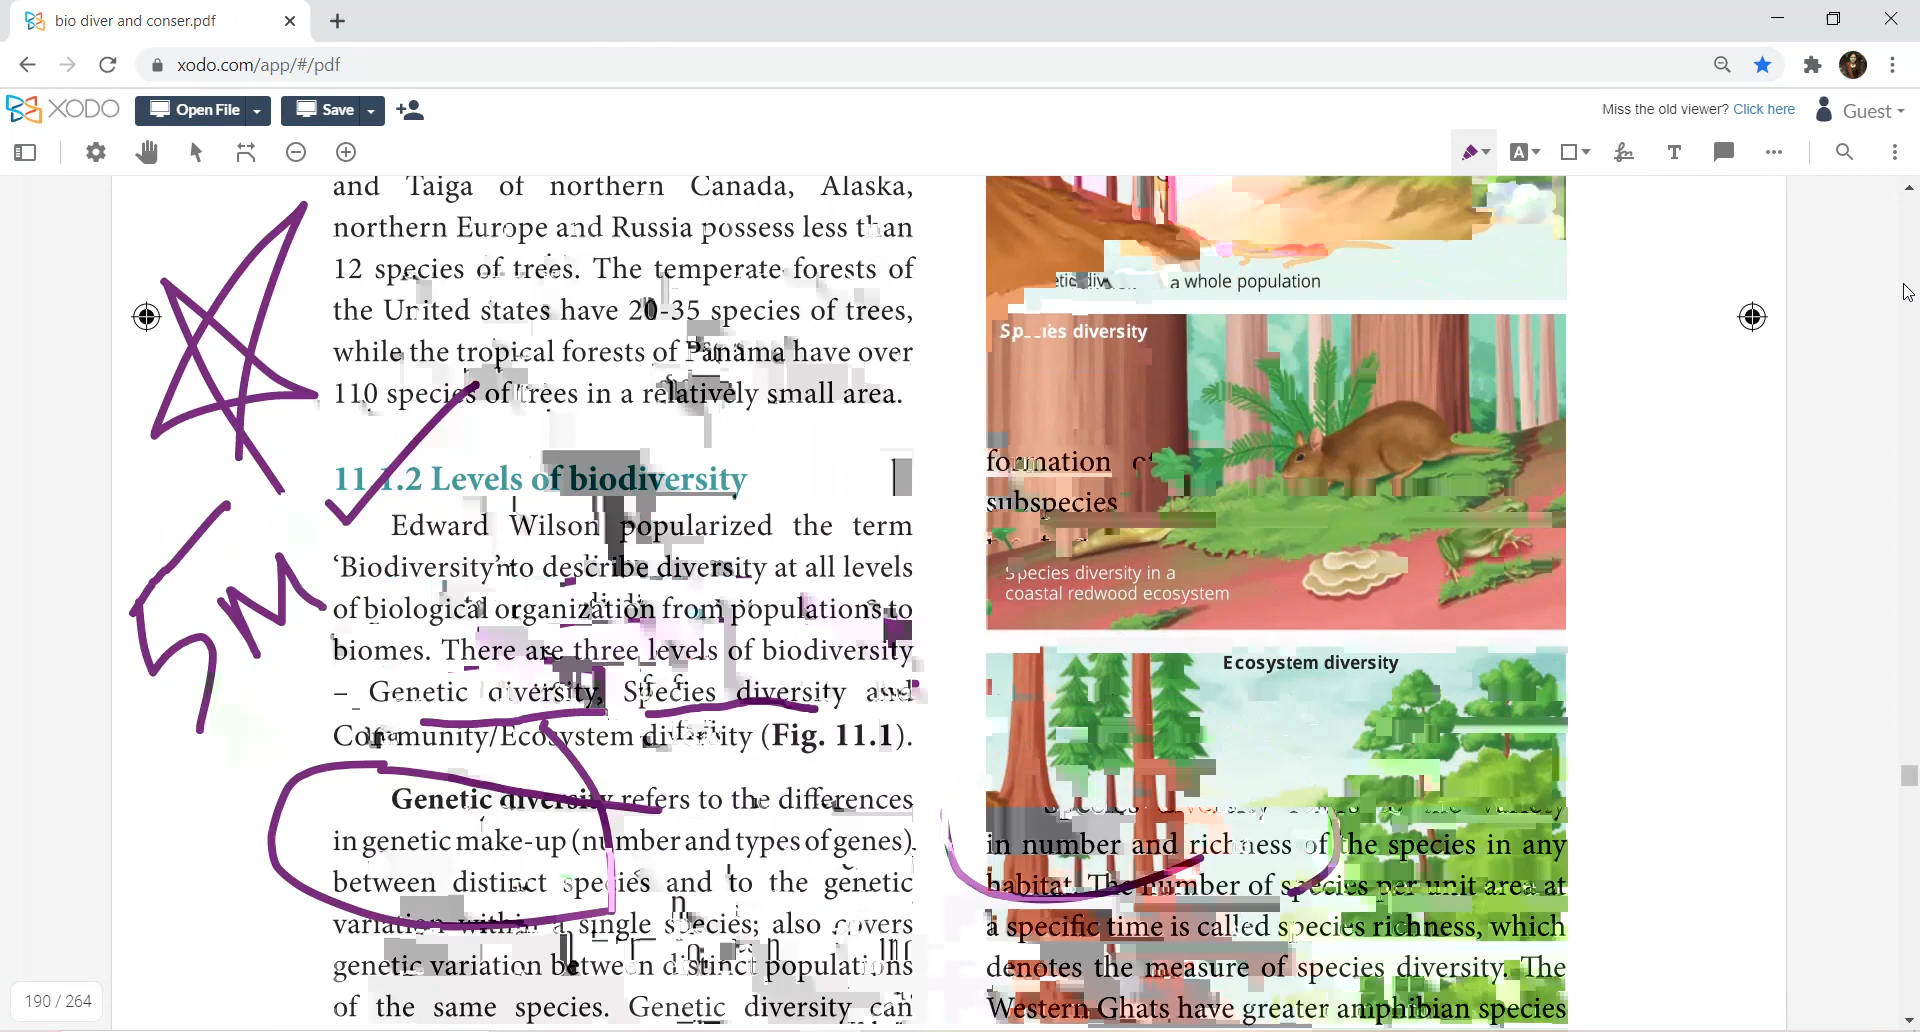 bio diver and conser.pdf
xodo.com/app/#/pdf
XODO
Open File
Save
Miss the old viewer? Click here
Guest
and Taiga of northern Canada, Alaska,
northern Europe and Russia possess less than
12 species of trees. The temperate forests of
the United states have 20-35 species of trees,
while the tropical forests of Panama have over
110 species of trees in a relatively small area.
11.1.2 Levels of biodiversity
Edward Wilson popularized the term
‘Biodiversity’ to describe diversity at all levels
of biological organization from populations to
biomes. There are three levels of biodiversity
– Genetic diversity, Species diversity and
Community/Ecosystem diversity (Fig. 11.1).
Genetic diversity refers to the differences
in genetic make-up (number and types of genes)
between distinct species and to the genetic
variation within a single species; also covers
genetic variation between distinct populations
of the same species. Genetic diversity can
5M
a whole population
Species diversity
formation
subspecies
Species diversity in a
coastal redwood ecosystem
Ecosystem diversity
Species diversity refers to the variety
in number and richness of the species in any
habitat. The number of species per unit area at
a specific time is called species richness, which
denotes the measure of species diversity. The
Western Ghats have greater amphibian species
190 / 264